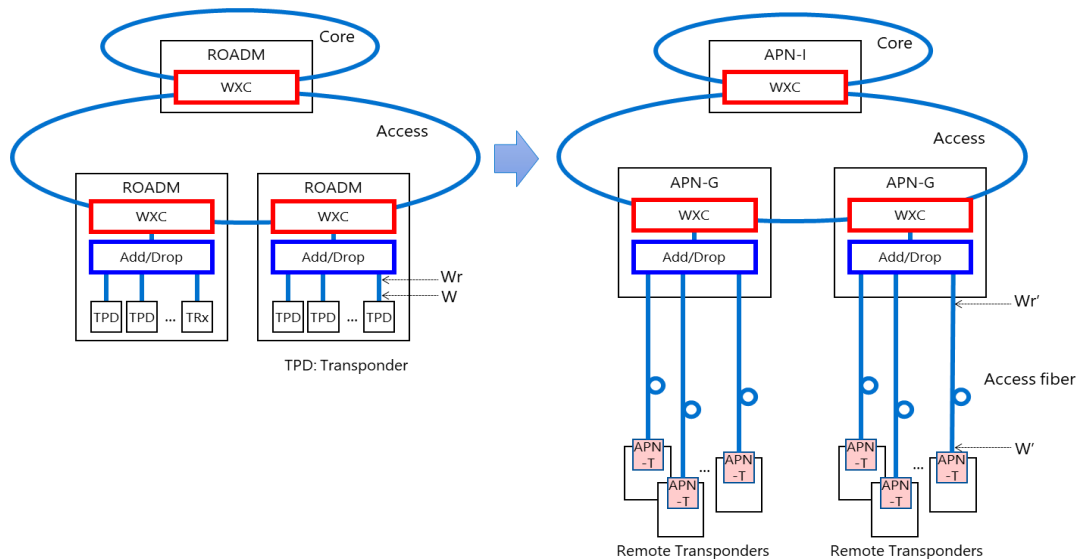 Core
ROADM
WXC
Access
ROADM
WXC
Add/Drop
TPD
TPD
...
TRx
ROADM
WXC
Add/Drop
TPD
TPD
...
TPD
Wr
W
TPD: Transponder
Core
APN-I
WXC
Access
APN-G
WXC
Add/Drop
APN-G
WXC
Add/Drop
Wr'
Access fiber
W'
APN
-T
APN
-T
...
APN
-T
Remote Transponders
APN
-T
APN
-T
...
APN
-T
Remote Transponders